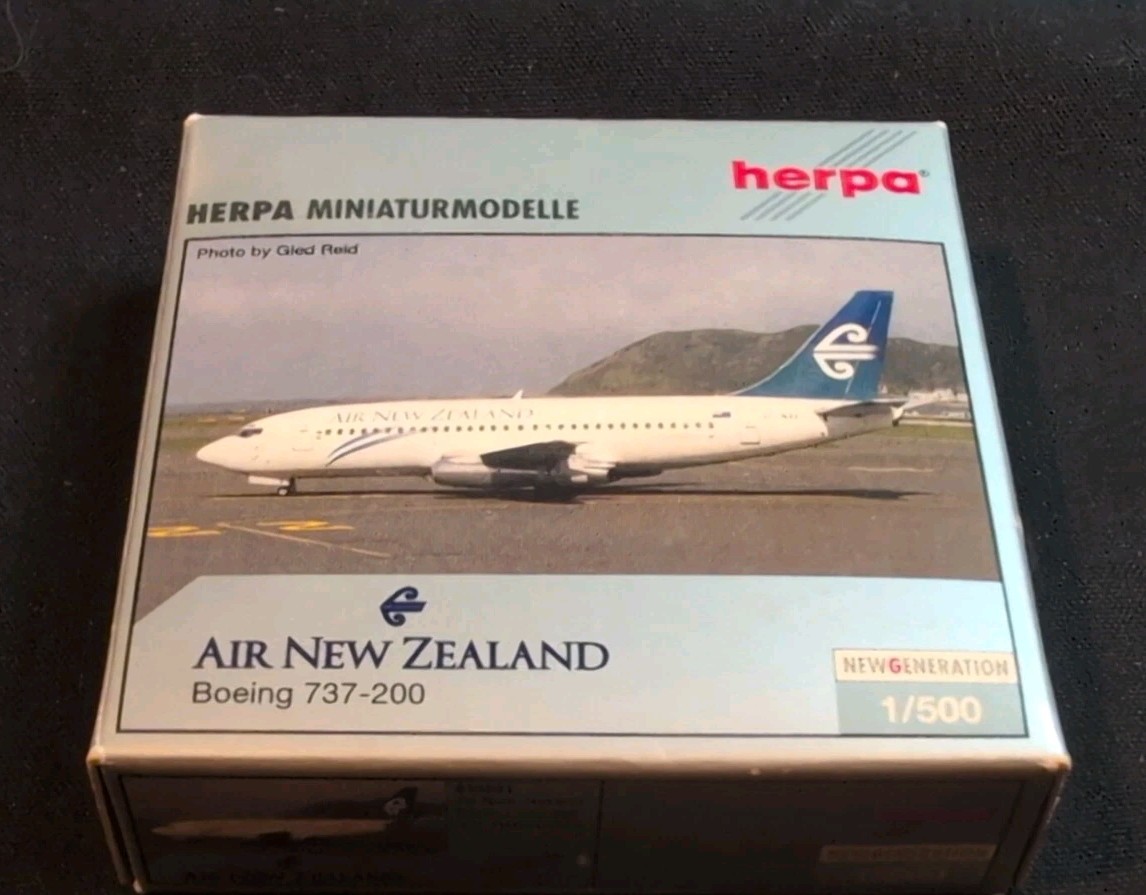 herpa®
HERPA MINIATURMODELLE
Photo by Gled Reid
AIR NEW ZEALAND
AIR NEW ZEALAND
Boeing 737-200
NEWGENERATION
1/500